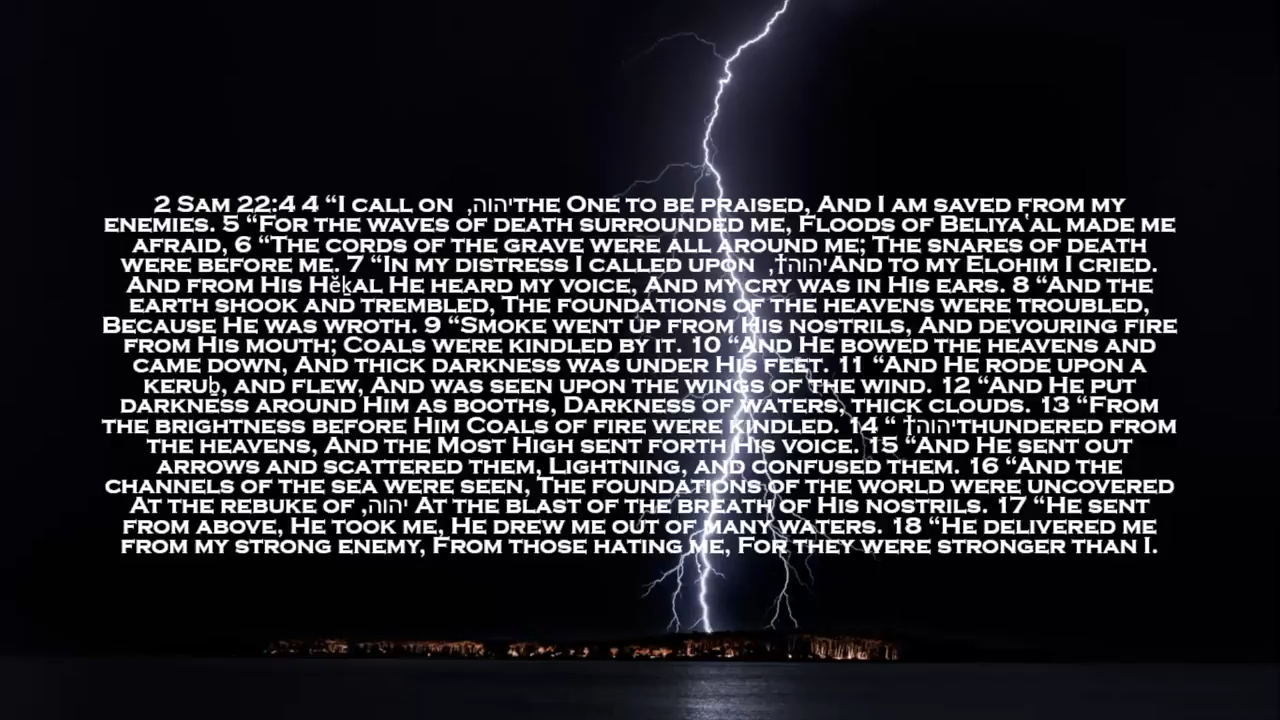 2 Sam 22:4 4 “I call on יהוה, the One to be praised, And I am saved from my
enemies. 5 “For the waves of death surrounded me, Floods of Beliya‛al made me
afraid, 6 “The cords of the grave were all around me; The snares of death
were before me. 7 “In my distress I called upon יהוה†, And to my Elohim I cried.
And from His Hĕḵal He heard my voice, And my cry was in His ears. 8 “And the
earth shook and trembled, The foundations of the heavens were troubled,
Because He was wroth. 9 “Smoke went up from His nostrils, And devouring fire
from His mouth; Coals were kindled by it. 10 “And He bowed the heavens and
came down, And thick darkness was under His feet. 11 “And He rode upon a
keruḇ, and flew, And was seen upon the wings of the wind. 12 “And He put
darkness around Him as booths, Darkness of waters, thick clouds. 13 “From
the brightness before Him Coals of fire were kindled. 14 “ יהוה† thundered from
the heavens, And the Most High sent forth His voice. 15 “And He sent out
arrows and scattered them, Lightning, and confused them. 16 “And the
channels of the sea were seen, The foundations of the world were uncovered
At the rebuke of יהוה, At the blast of the breath of His nostrils. 17 “He sent
from above, He took me, He drew me out of many waters. 18 “He delivered me
from my strong enemy, From those hating me, For they were stronger than I.